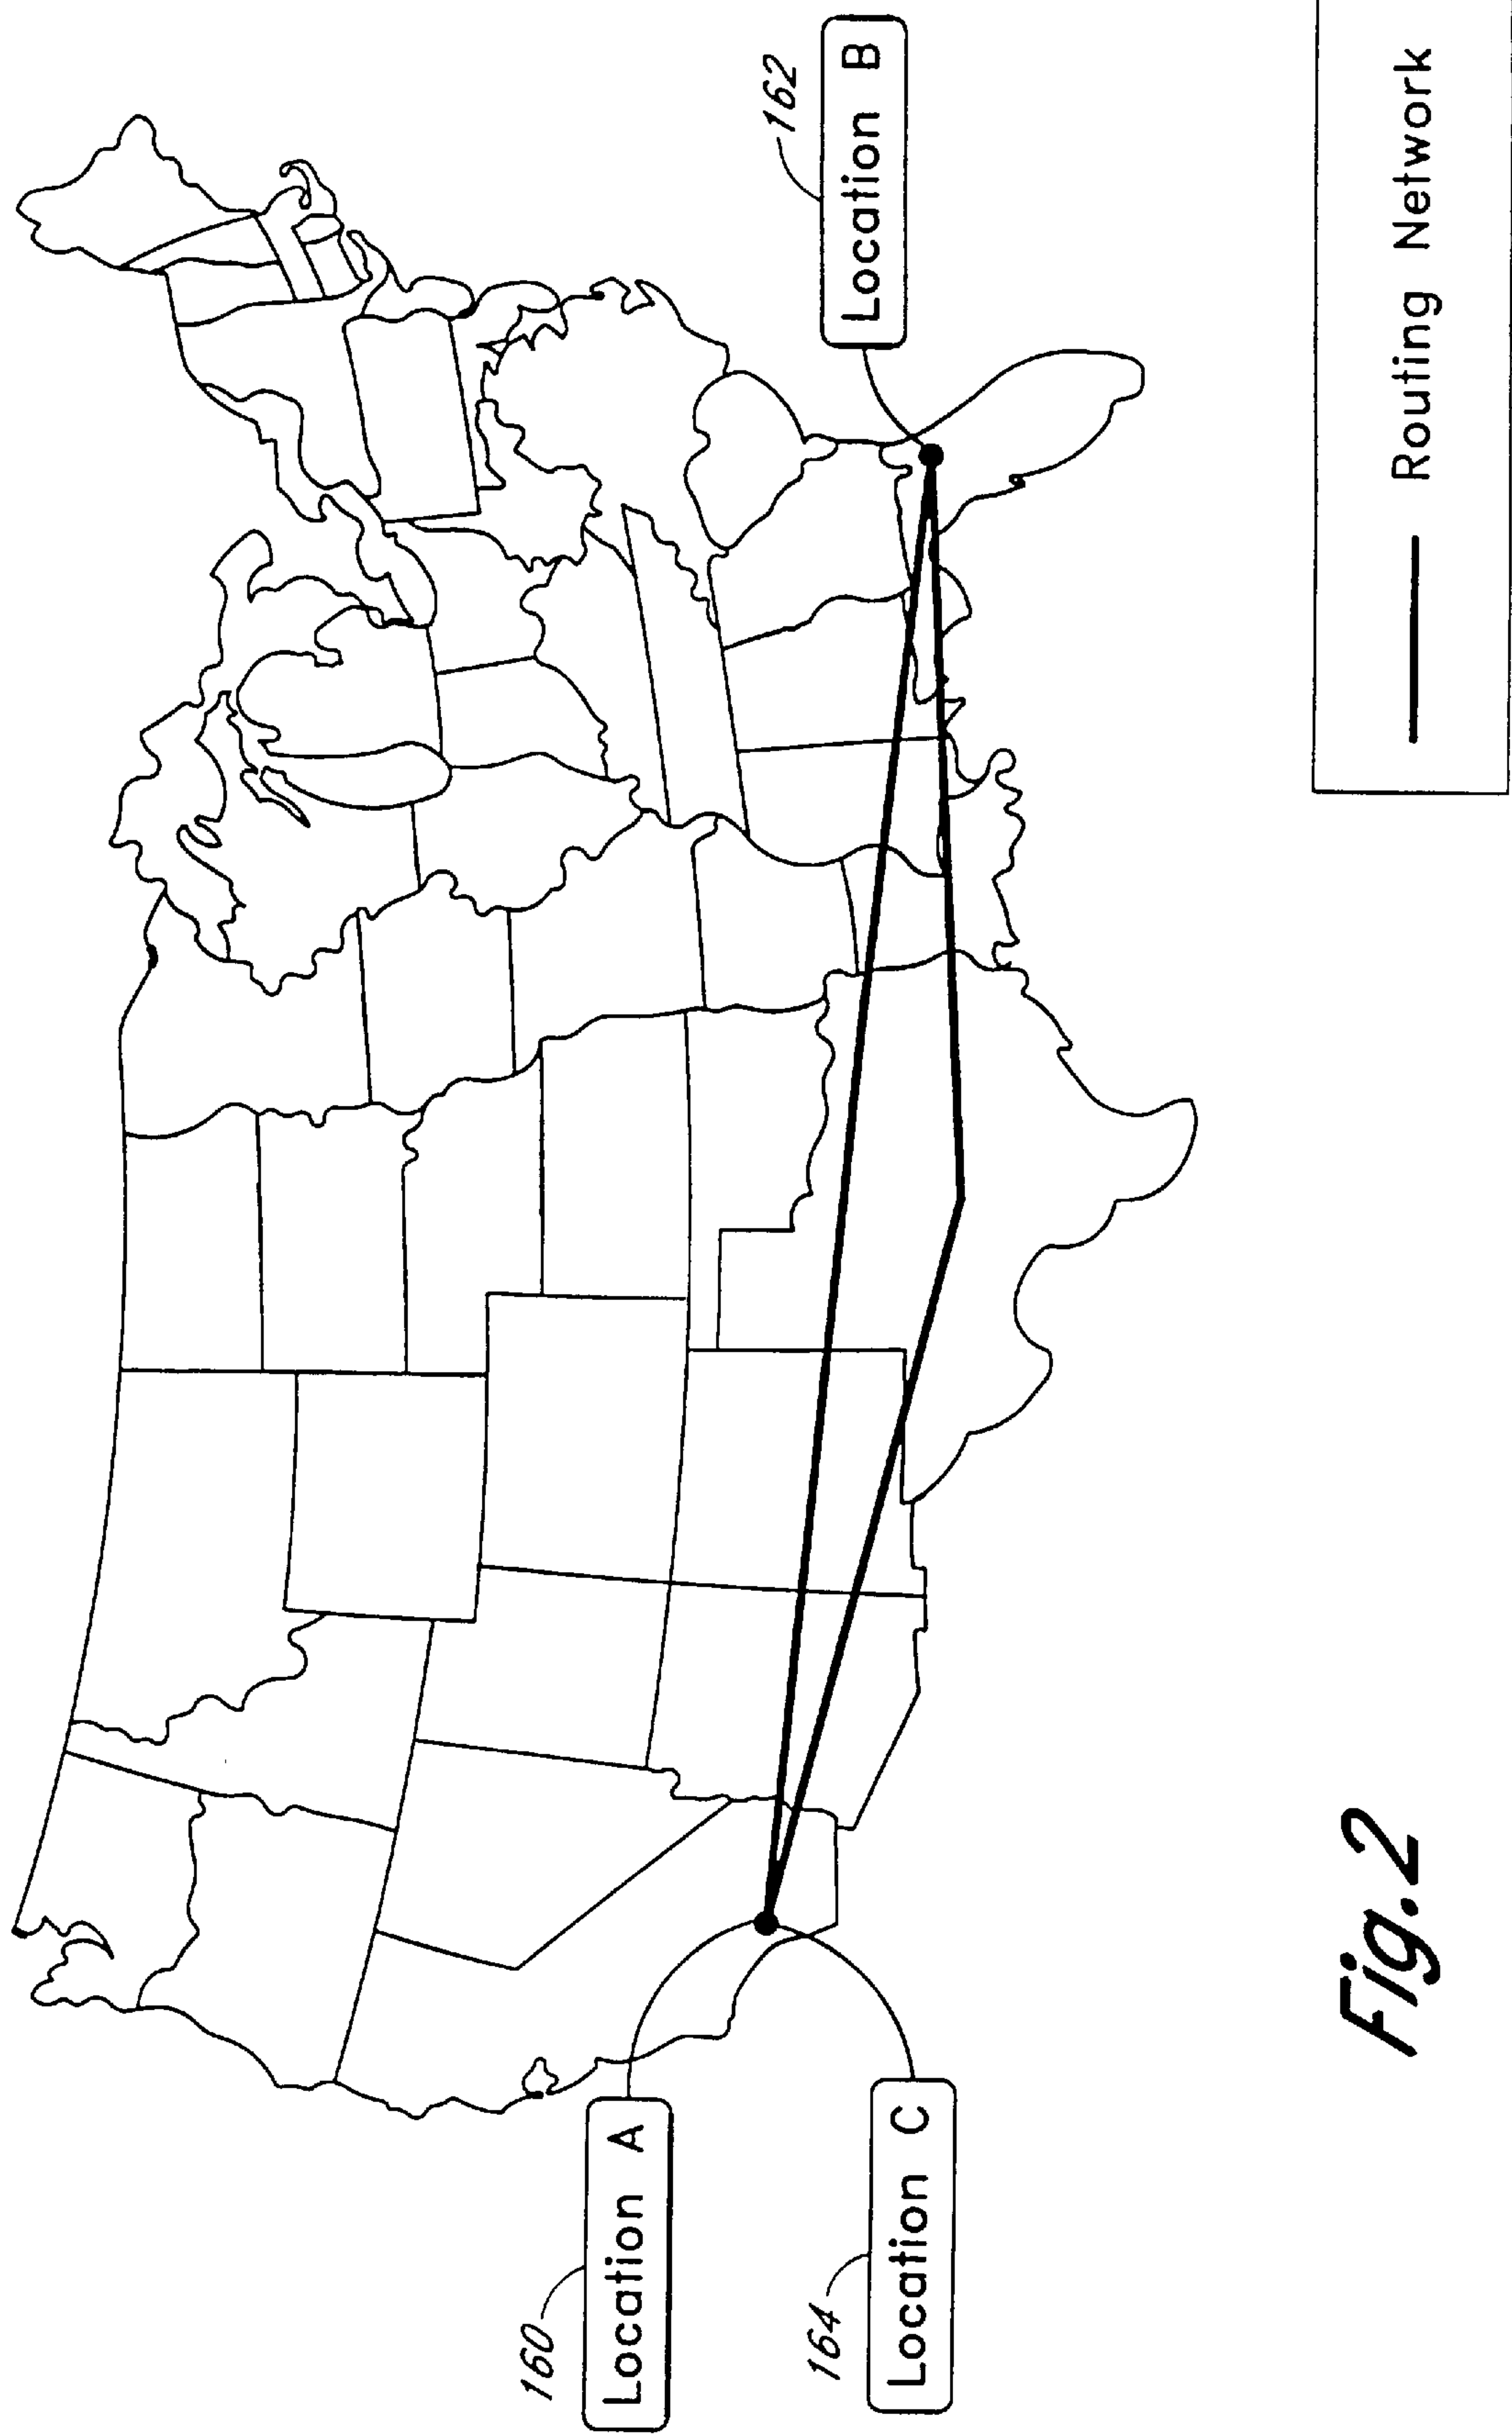 160
Location A
164
Location C
162
Location B
Routing Network
Fig.2